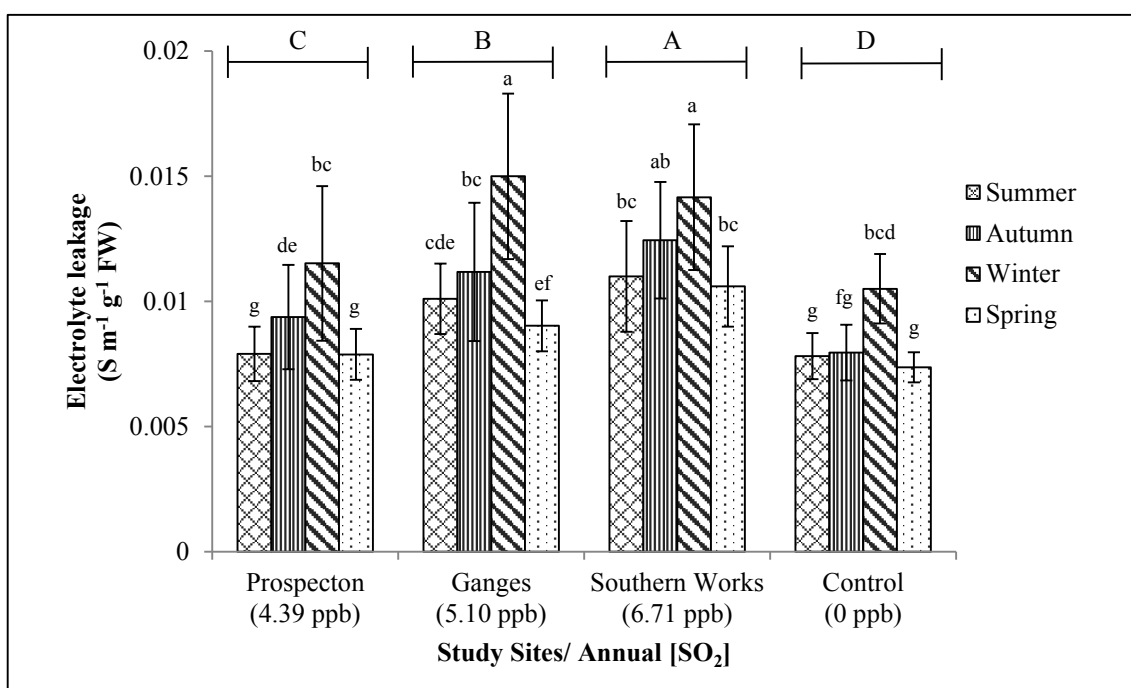 C B A D
0.02
0.015
0.01
0.005
0
Electrolyte leakage
(S m⁻¹ g⁻¹ FW)
g de bc g
cde bc a ef
bc ab a bc
g fg bcd g
Summer
Autumn
Winter
Spring
Prospecton Ganges Southern Works Control
(4.39 ppb) (5.10 ppb) (6.71 ppb) (0 ppb)
Study Sites/ Annual [SO₂]